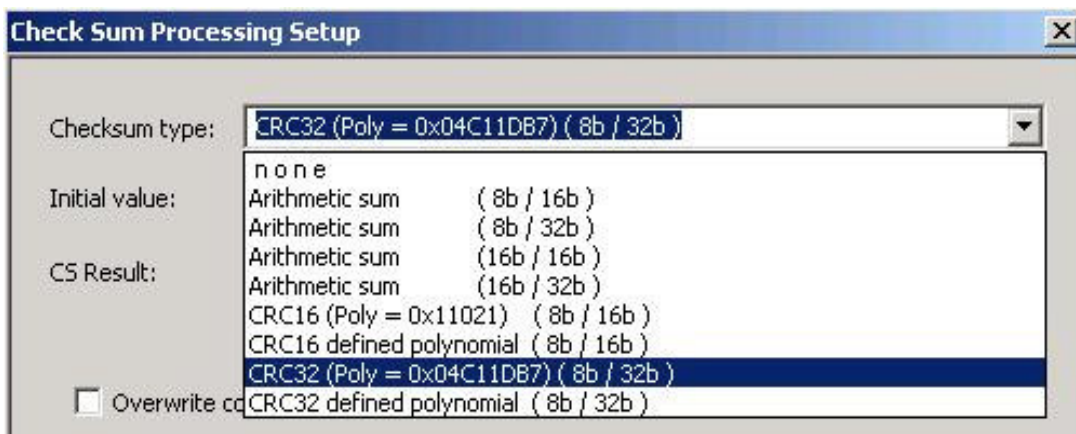 Check Sum Processing Setup
Checksum type: CRC32 (Poly = 0x04C11DB7) ( 8b / 32b )
n o n e
Initial value: Arithmetic sum ( 8b / 16b )
Arithmetic sum ( 8b / 32b )
CS Result: Arithmetic sum (16b / 16b )
Arithmetic sum (16b / 32b )
CRC16 (Poly = 0x11021) ( 8b / 16b )
CRC16 defined polynomial ( 8b / 16b )
CRC32 (Poly = 0x04C11DB7) ( 8b / 32b )
Overwrite CRC32 defined polynomial ( 8b / 32b )